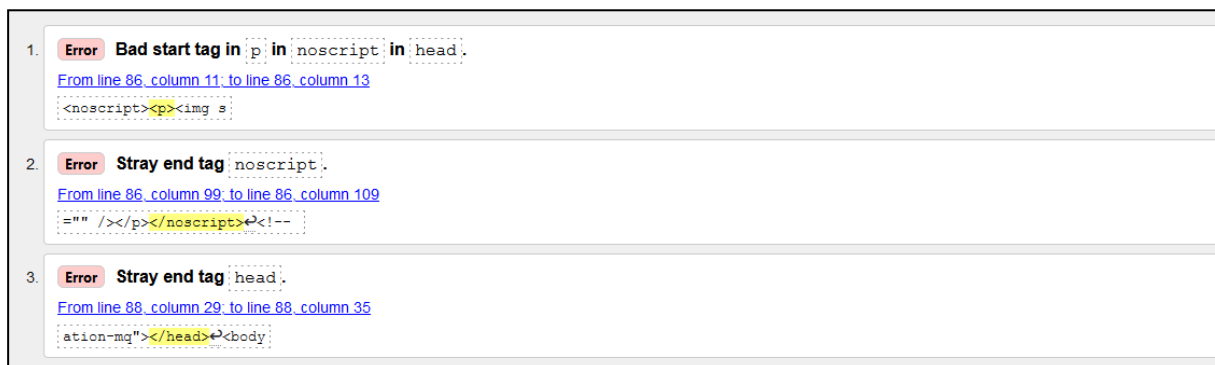 1. Error Bad start tag in p in noscript in head.
From line 86, column 11; to line 86, column 13
<noscript><p><img s
2. Error Stray end tag noscript.
From line 86, column 99; to line 86, column 109
="" /></p></noscript>↩<!--
3. Error Stray end tag head.
From line 88, column 29; to line 88, column 35
ation-mq"></head>↩<body